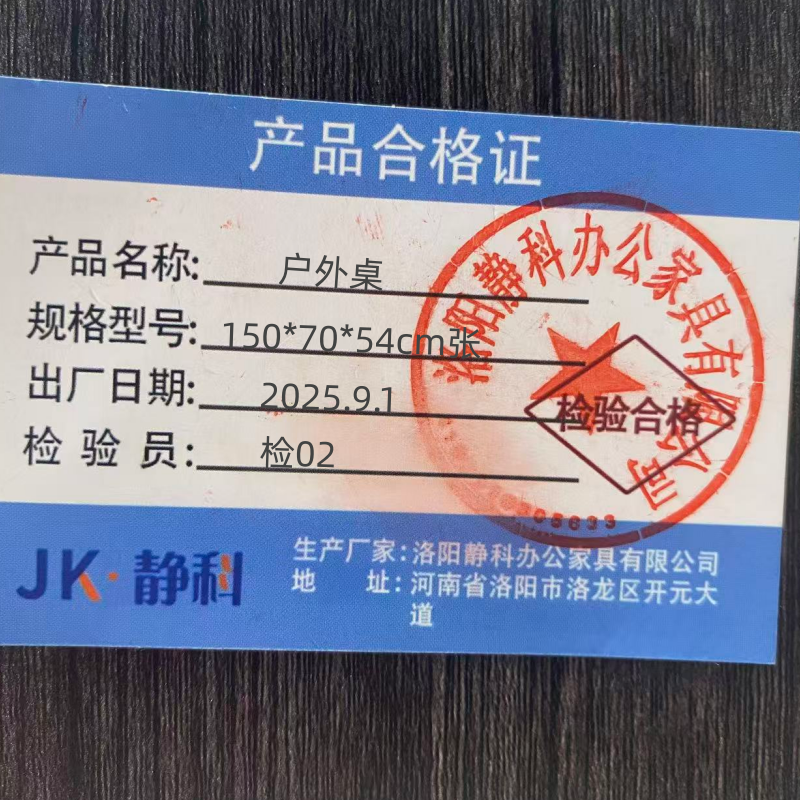 产品合格证
产品名称: 户外桌
规格型号: 150*70*54cm张
出厂日期: 2025.9.1
检验员: 检02
洛阳静科办公家具有限公司
检验合格
JK·静科
生产厂家:洛阳静科办公家具有限公司
地 址:河南省洛阳市洛龙区开元大
道